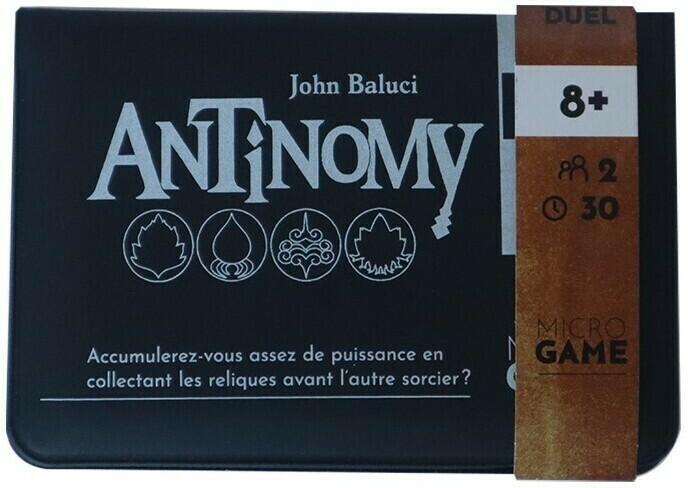 John Baluci
ANTiNOMY
Accumulerez-vous assez de puissance en
collectant les reliques avant l'autre sorcier?
DUEL
8+
2
30
MICRO
GAME